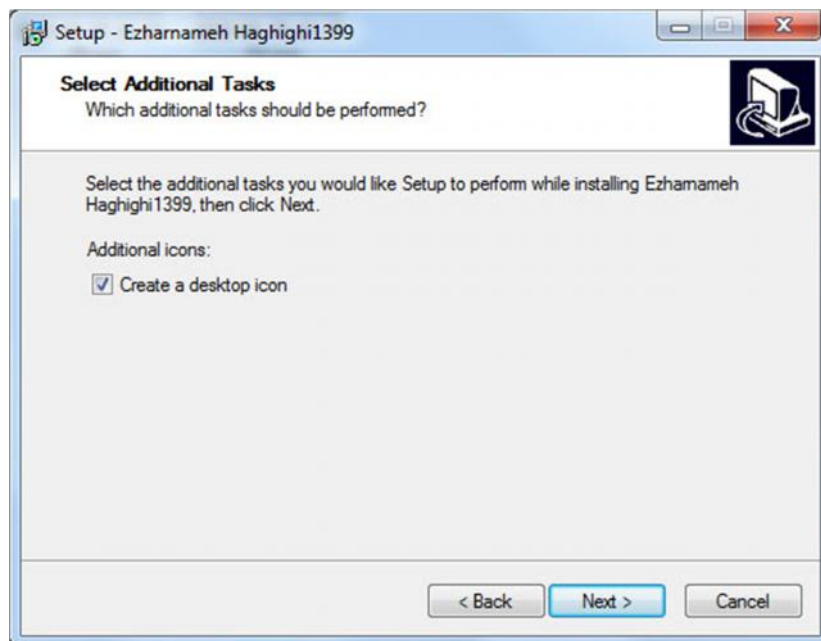 Setup - Ezharnameh Haghighi1399
Select Additional Tasks
Which additional tasks should be performed?
Select the additional tasks you would like Setup to perform while installing Ezharnameh
Haghighi1399, then click Next.
Additional icons:
Create a desktop icon
< Back
Next >
Cancel